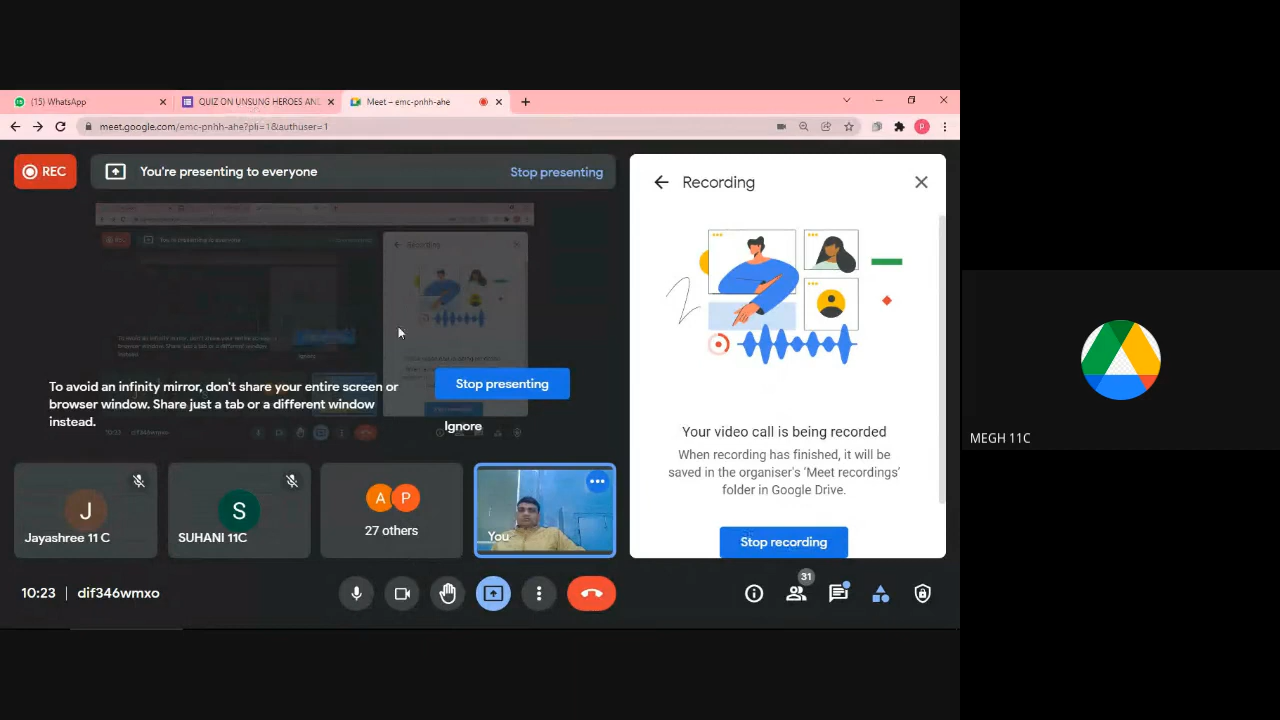 (15) WhatsApp
QUIZ ON UNSUNG HEROES AN
Meet – emc-pnhh-ahe
meet.google.com/emc-pnhh-ahe?pli=1&authuser=1
REC
You're presenting to everyone
Stop presenting
Recording
To avoid an infinity mirror, don't share your entire screen or
browser window. Share just a tab or a different window
instead.
Stop presenting
Ignore
Your video call is being recorded
When recording has finished, it will be
saved in the organiser's 'Meet recordings'
folder in Google Drive.
Stop recording
J
Jayashree 11 C
S
SUHANI 11C
A P
27 others
You
10:23 | dif346wmxo
31
MEGH 11C